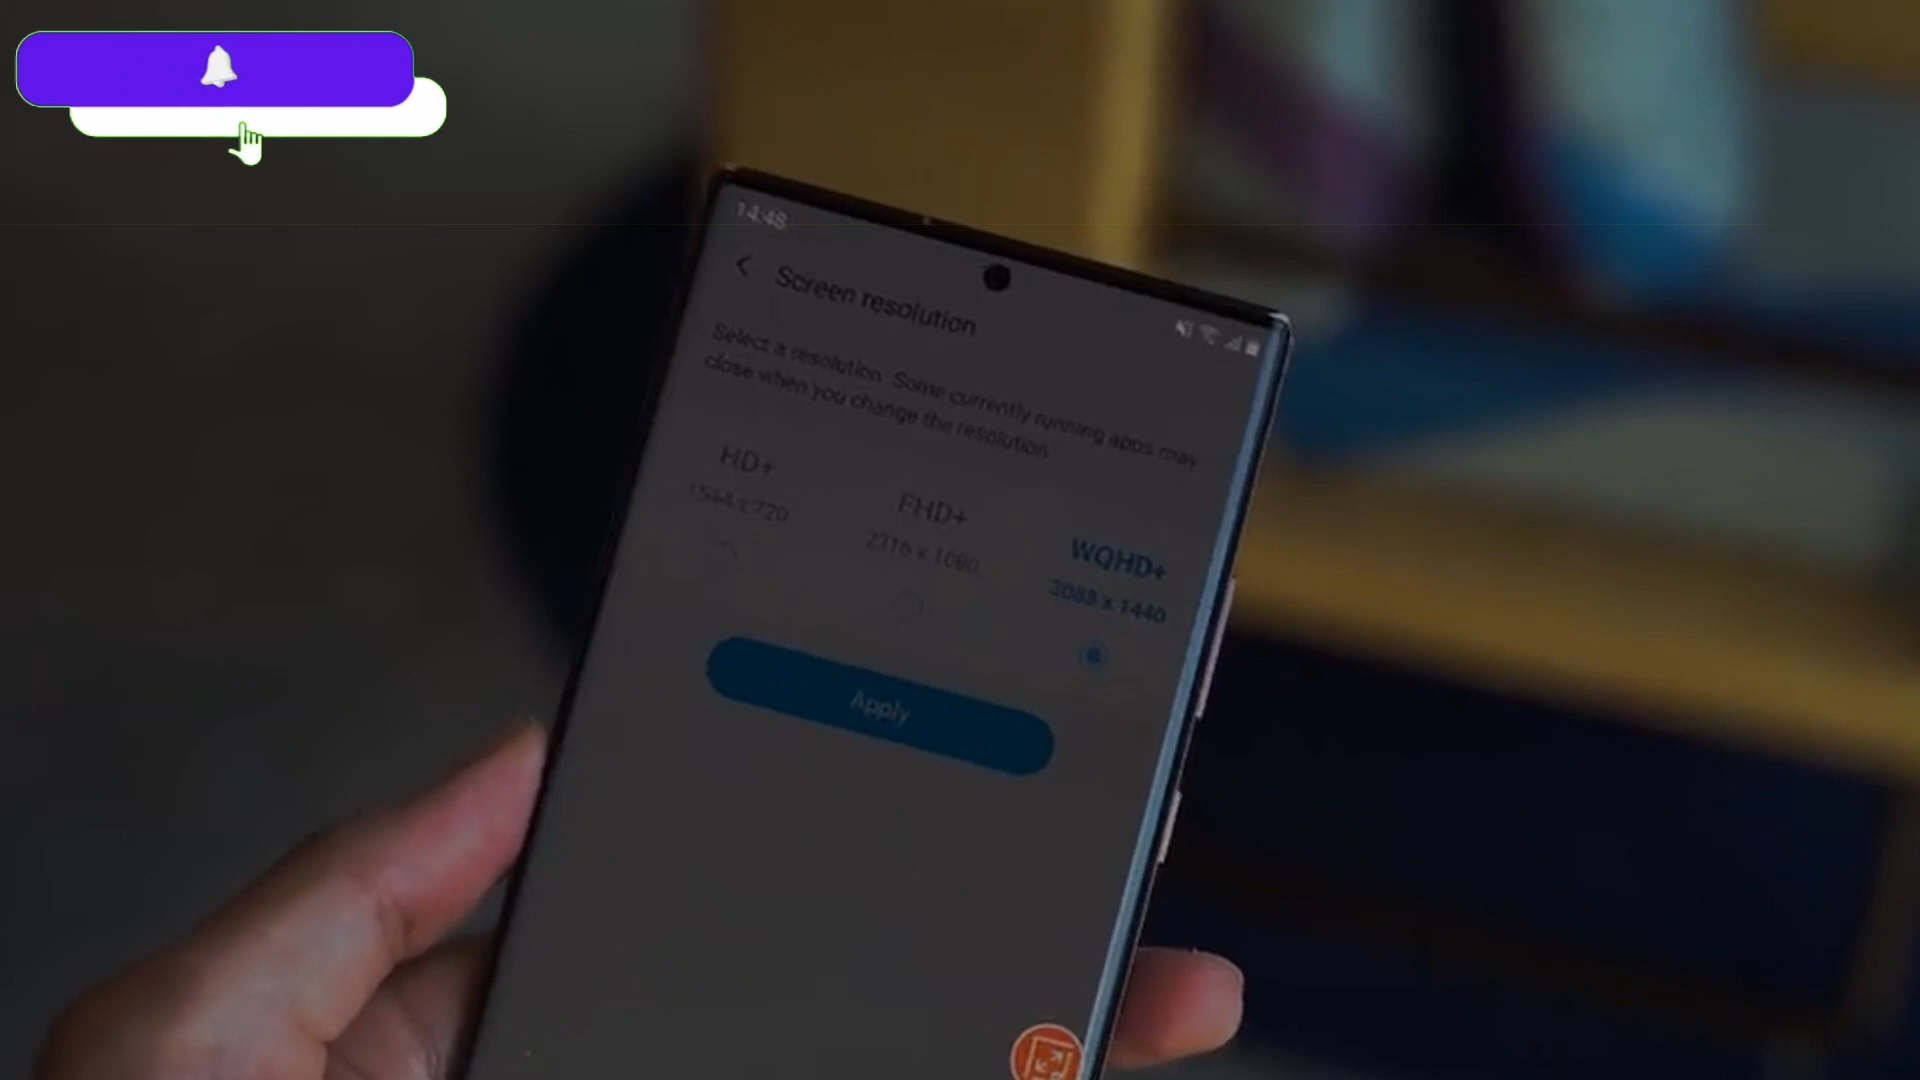 14:48
Screen resolution
Select a resolution. Some currently running apps may
close when you change the resolution.
HD+
1544 x 720
FHD+
2316 x 1080
WQHD+
3088 x 1440
Apply